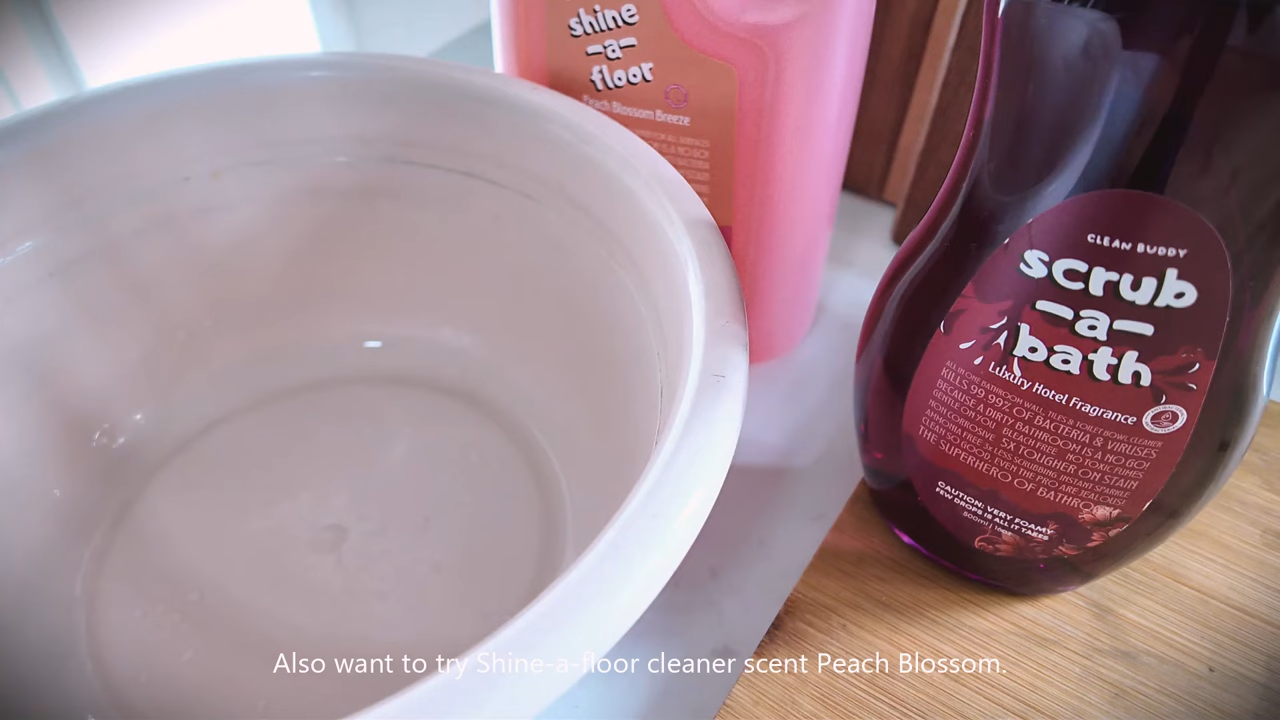 shine
-a-
floor
Peach Blossom Breeze
CLEAN BUDDY
scrub
-a-
bath
Luxury Hotel Fragrance
ALL IN ONE BATHROOM WALL, TILES & TOILET BOWL CLEANER
KILLS 99.99% OF BACTERIA & VIRUSES
BECAUSE A DIRTY BATHROOM IS A NO GO!
GENTLE ON YOU BLEACH FREE NO TOXIC FUMES
NON CORROSIVE 5X TOUGHER ON STAIN
AMMONIA FREE 3X LESS SCRUBBING, INSTANT SPARKLE
CLEAN SO GOOD, EVEN THE PRO ARE JEALOUS!
THE SUPERHERO OF
CAUTION: VERY FOAMY
FEW DROPS IS ALL IT TAKES
500ml
Also want to try Shine-a-floor cleaner scent Peach Blossom.